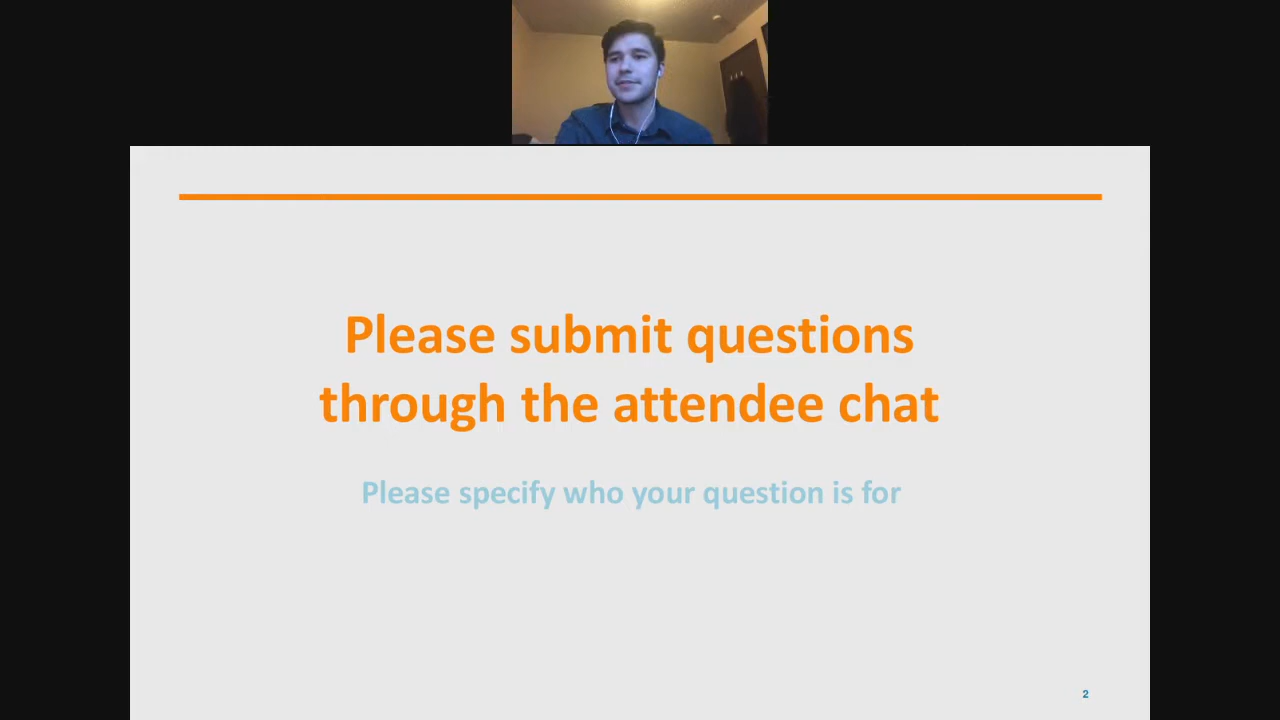 Please submit questions
through the attendee chat
Please specify who your question is for
2